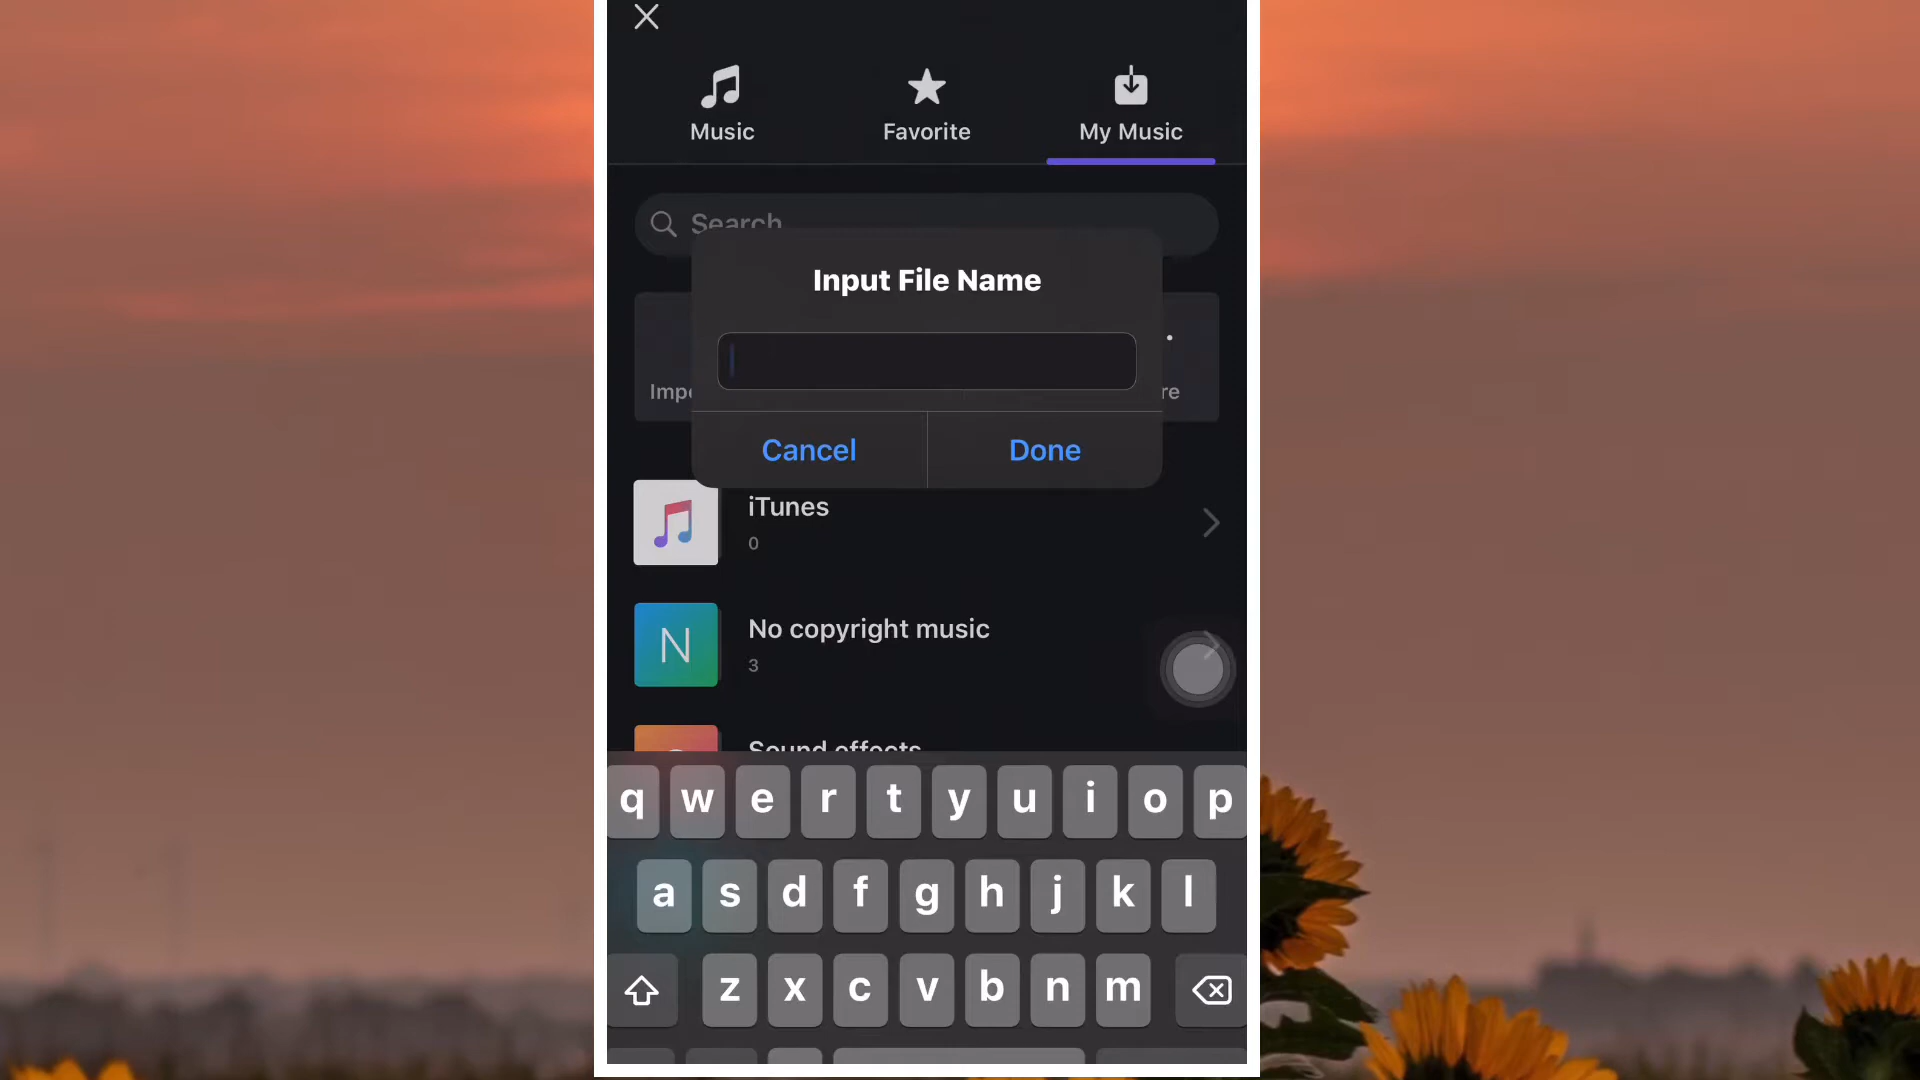 Music
Favorite
My Music
Search
Input File Name
Cancel
Done
iTunes
0
N
No copyright music
3
Sound effects
q w e r t y u i o p
a s d f g h j k l
z x c v b n m